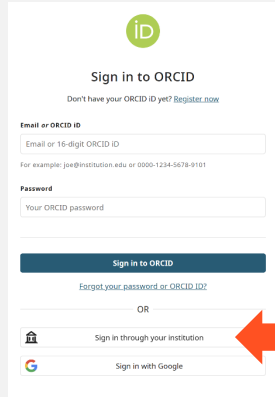 iD
Sign in to ORCID
Don't have your ORCID iD yet? Register now
Email or ORCID iD
Email or 16-digit ORCID iD
For example: joe@institution.edu or 0000-1234-5678-9101
Password
Your ORCID password
Sign in to ORCID
Forgot your password or ORCID ID?
OR
Sign in through your institution
G Sign in with Google